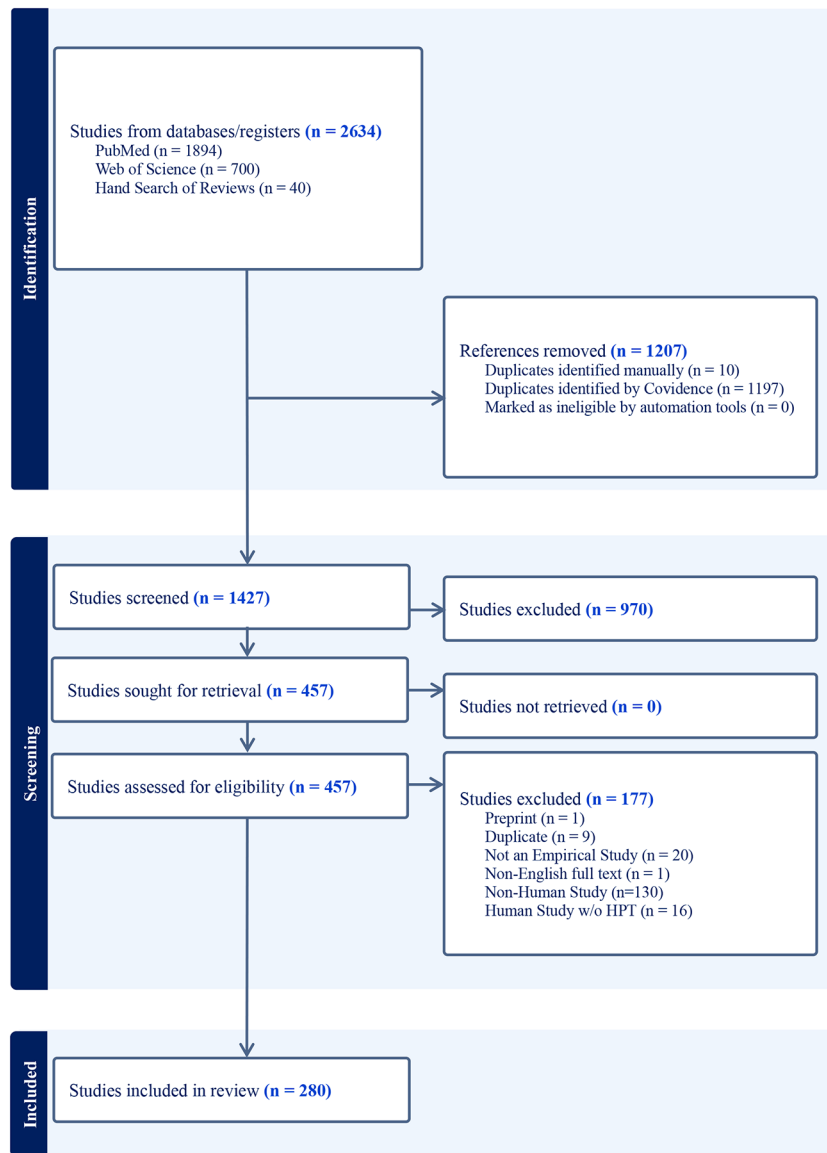 Identification
Studies from databases/registers (n = 2634)
PubMed (n = 1894)
Web of Science (n = 700)
Hand Search of Reviews (n = 40)
References removed (n = 1207)
Duplicates identified manually (n = 10)
Duplicates identified by Covidence (n = 1197)
Marked as ineligible by automation tools (n = 0)
Screening
Studies screened (n = 1427)
Studies excluded (n = 970)
Studies sought for retrieval (n = 457)
Studies not retrieved (n = 0)
Studies assessed for eligibility (n = 457)
Studies excluded (n = 177)
Preprint (n = 1)
Duplicate (n = 9)
Not an Empirical Study (n = 20)
Non-English full text (n = 1)
Non-Human Study (n=130)
Human Study w/o HPT (n = 16)
Included
Studies included in review (n = 280)